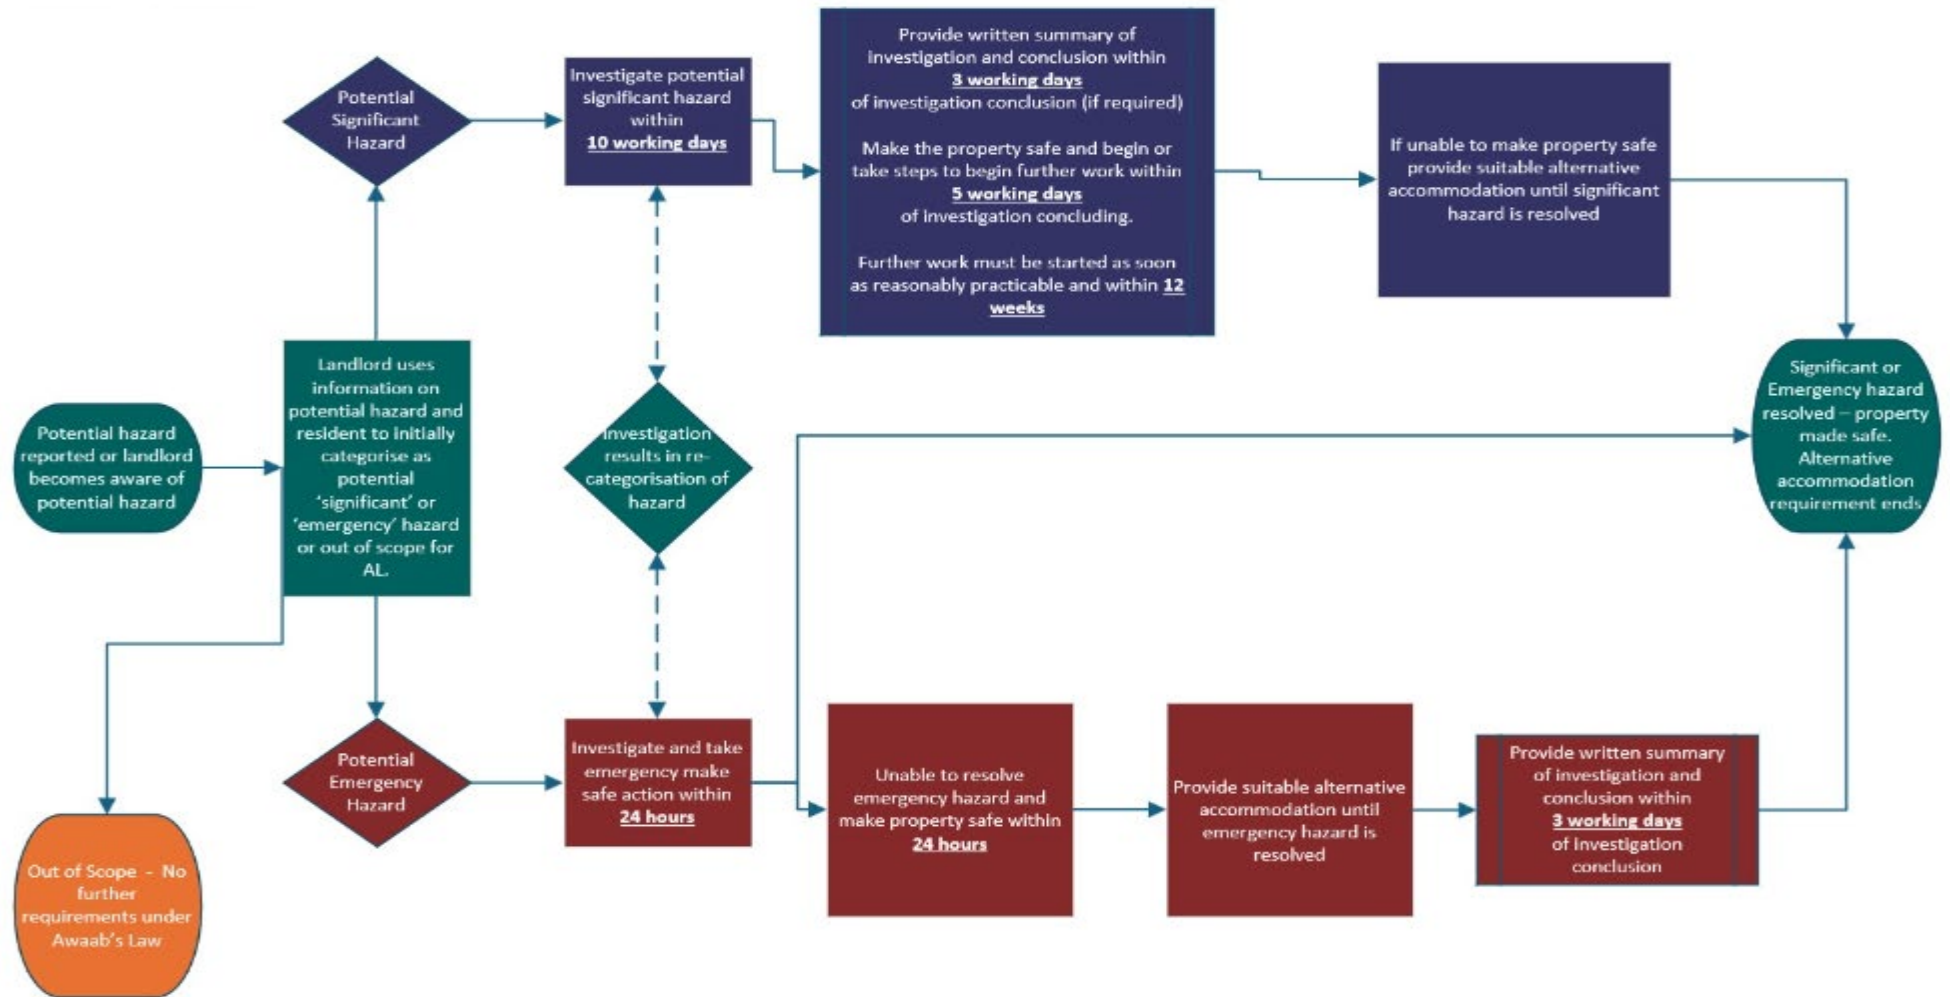 Potential hazard
reported or landlord
becomes aware of
potential hazard
Landlord uses
information on
potential hazard and
resident to initially
categorise as
potential
‘significant’ or
‘emergency’ hazard
or out of scope for
AL.
Out of Scope - No
further
requirements under
Awaab’s Law
Potential
Significant
Hazard
Investigate potential
significant hazard
within
10 working days
Provide written summary of
investigation and conclusion within
3 working days
of investigation conclusion (if required)
Make the property safe and begin or
take steps to begin further work within
5 working days
of investigation concluding.
Further work must be started as soon
as reasonably practicable and within 12
weeks
If unable to make property safe
provide suitable alternative
accommodation until significant
hazard is resolved
Investigation
results in re-
categorisation of
hazard
Potential
Emergency
Hazard
Investigate and take
emergency make
safe action within
24 hours
Unable to resolve
emergency hazard and
make property safe within
24 hours
Provide suitable alternative
accommodation until
emergency hazard is
resolved
Provide written summary
of investigation and
conclusion within
3 working days
of investigation
conclusion
Significant or
Emergency hazard
resolved – property
made safe.
Alternative
accommodation
requirement ends